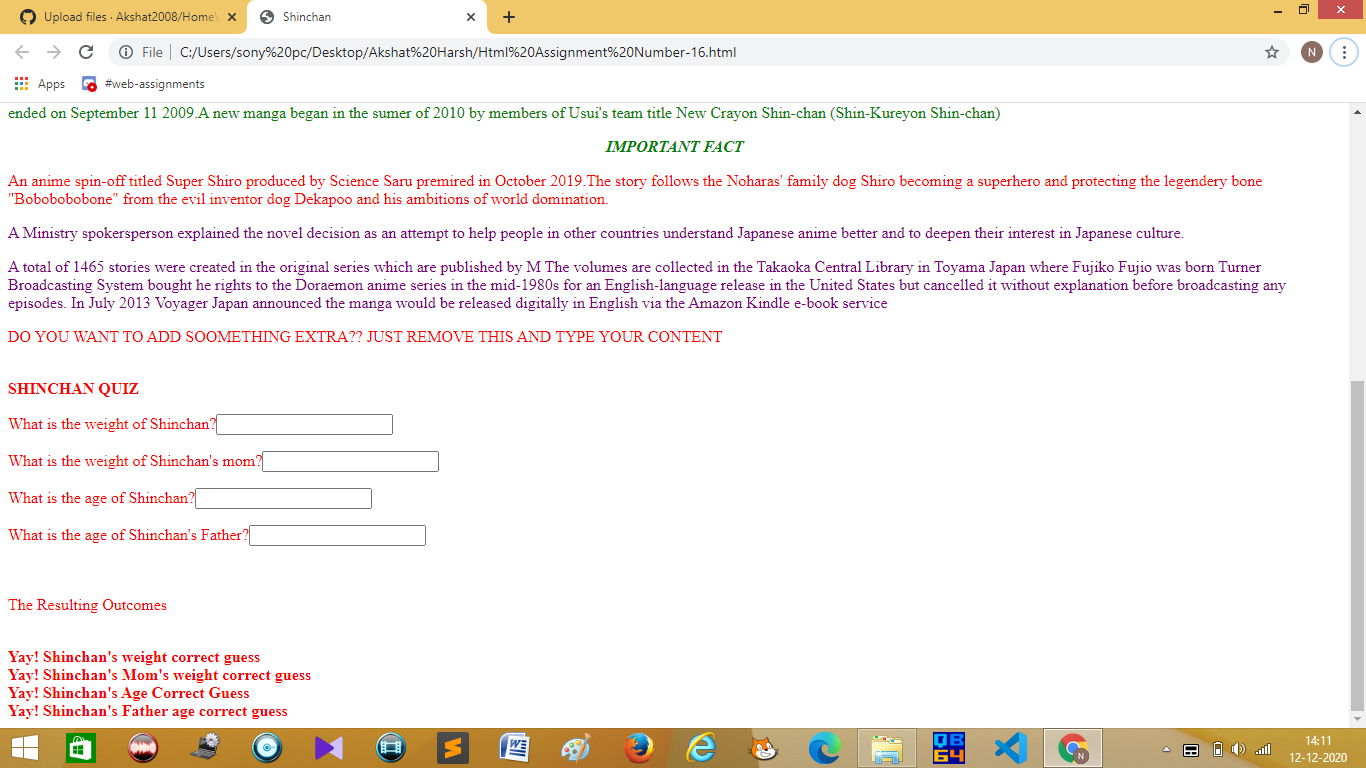 Upload files · Akshat2008/Home
Shinchan
File
C:/Users/sony%20pc/Desktop/Akshat%20Harsh/Html%20Assignment%20Number-16.html
N
Apps
#web-assignments
ended on September 11 2009.A new manga began in the sumer of 2010 by members of Usui's team title New Crayon Shin-chan (Shin-Kureyon Shin-chan)
IMPORTANT FACT
An anime spin-off titled Super Shiro produced by Science Saru premired in October 2019.The story follows the Noharas' family dog Shiro becoming a superhero and protecting the legendery bone
"Bobobobobone" from the evil inventor dog Dekapoo and his ambitions of world domination.
A Ministry spokersperson explained the novel decision as an attempt to help people in other countries understand Japanese anime better and to deepen their interest in Japanese culture.
A total of 1465 stories were created in the original series which are published by M The volumes are collected in the Takaoka Central Library in Toyama Japan where Fujiko Fujio was born Turner
Broadcasting System bought he rights to the Doraemon anime series in the mid-1980s for an English-language release in the United States but cancelled it without explanation before broadcasting any
episodes. In July 2013 Voyager Japan announced the manga would be released digitally in English via the Amazon Kindle e-book service
DO YOU WANT TO ADD SOOMETHING EXTRA?? JUST REMOVE THIS AND TYPE YOUR CONTENT
SHINCHAN QUIZ
What is the weight of Shinchan?
What is the weight of Shinchan's mom?
What is the age of Shinchan?
What is the age of Shinchan's Father?
The Resulting Outcomes
Yay! Shinchan's weight correct guess
Yay! Shinchan's Mom's weight correct guess
Yay! Shinchan's Age Correct Guess
Yay! Shinchan's Father age correct guess
QB
64
N
14:11
12-12-2020